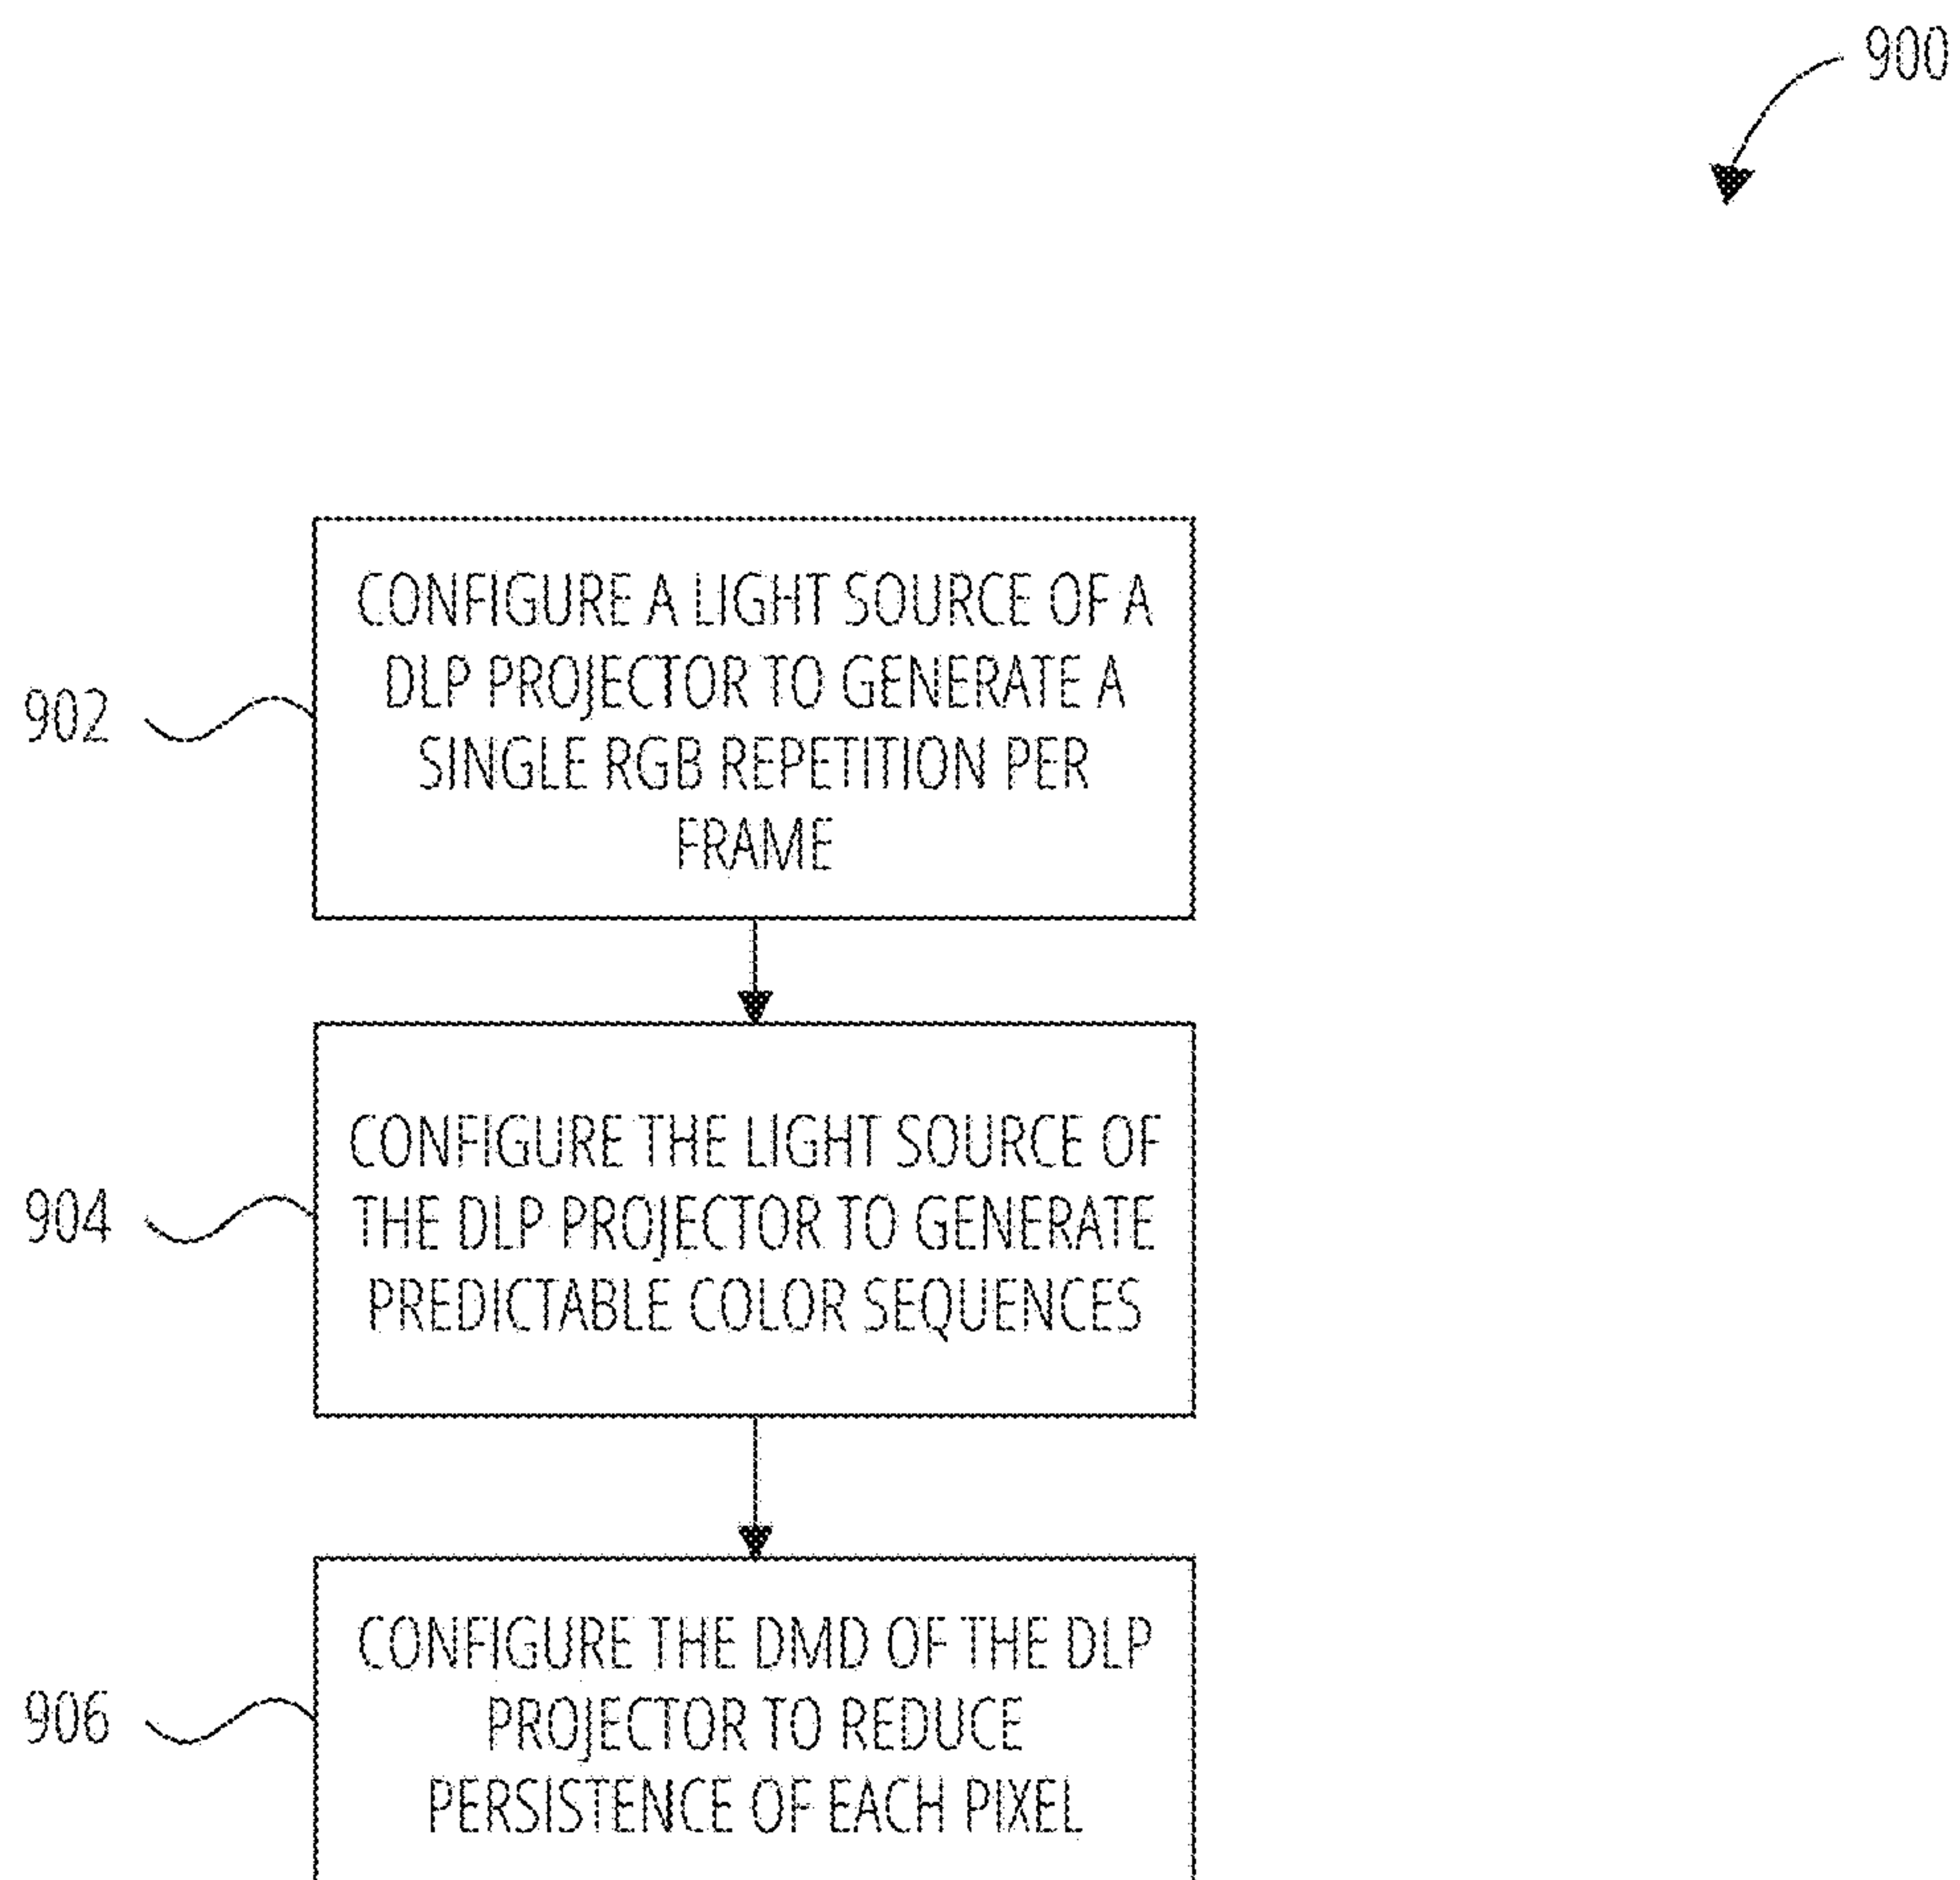 900
CONFIGURE A LIGHT SOURCE OF A
DLP PROJECTOR TO GENERATE A
SINGLE RGB REPETITION PER
FRAME
902
CONFIGURE THE LIGHT SOURCE OF
THE DLP PROJECTOR TO GENERATE
PREDICTABLE COLOR SEQUENCES
904
CONFIGURE THE DMD OF THE DLP
PROJECTOR TO REDUCE
PERSISTENCE OF EACH PIXEL
906